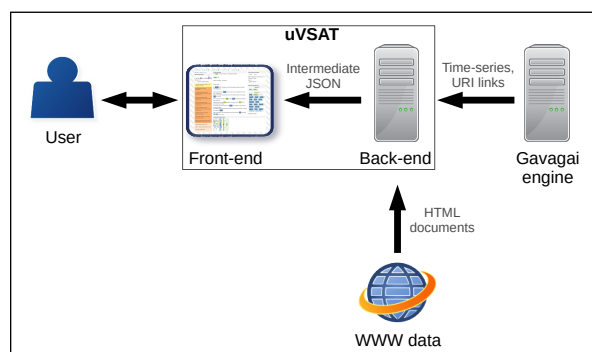 uVSAT
Intermediate
JSON
Time-series,
URI links
User
Front-end
Back-end
Gavagai
engine
HTML
documents
WWW data